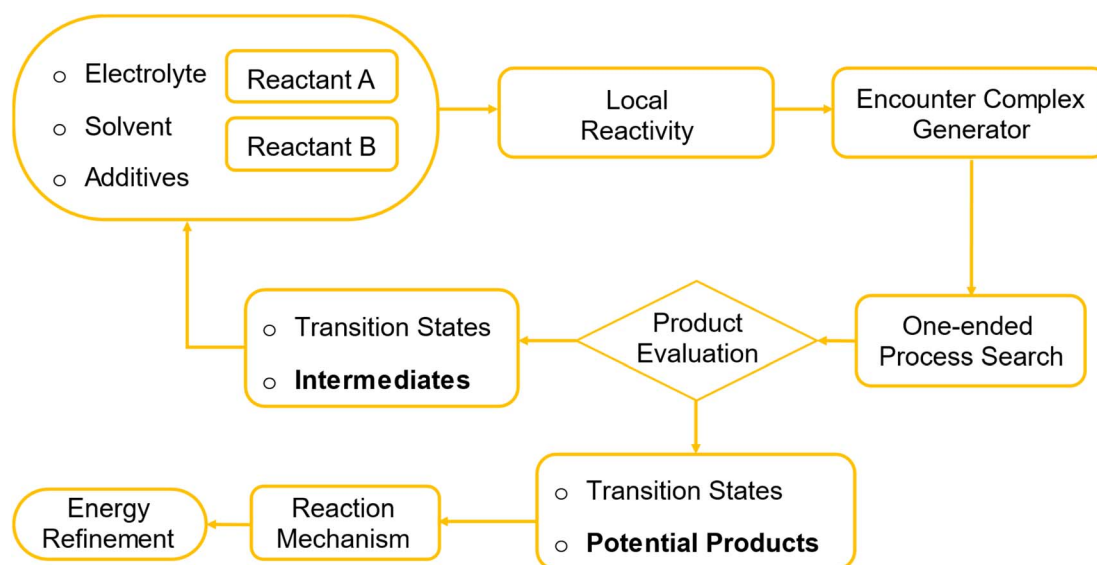 Electrolyte
Solvent
Additives
Reactant A
Reactant B
Local
Reactivity
Encounter Complex
Generator
One-ended
Process Search
Product
Evaluation
Transition States
Intermediates
Transition States
Potential Products
Reaction
Mechanism
Energy
Refinement